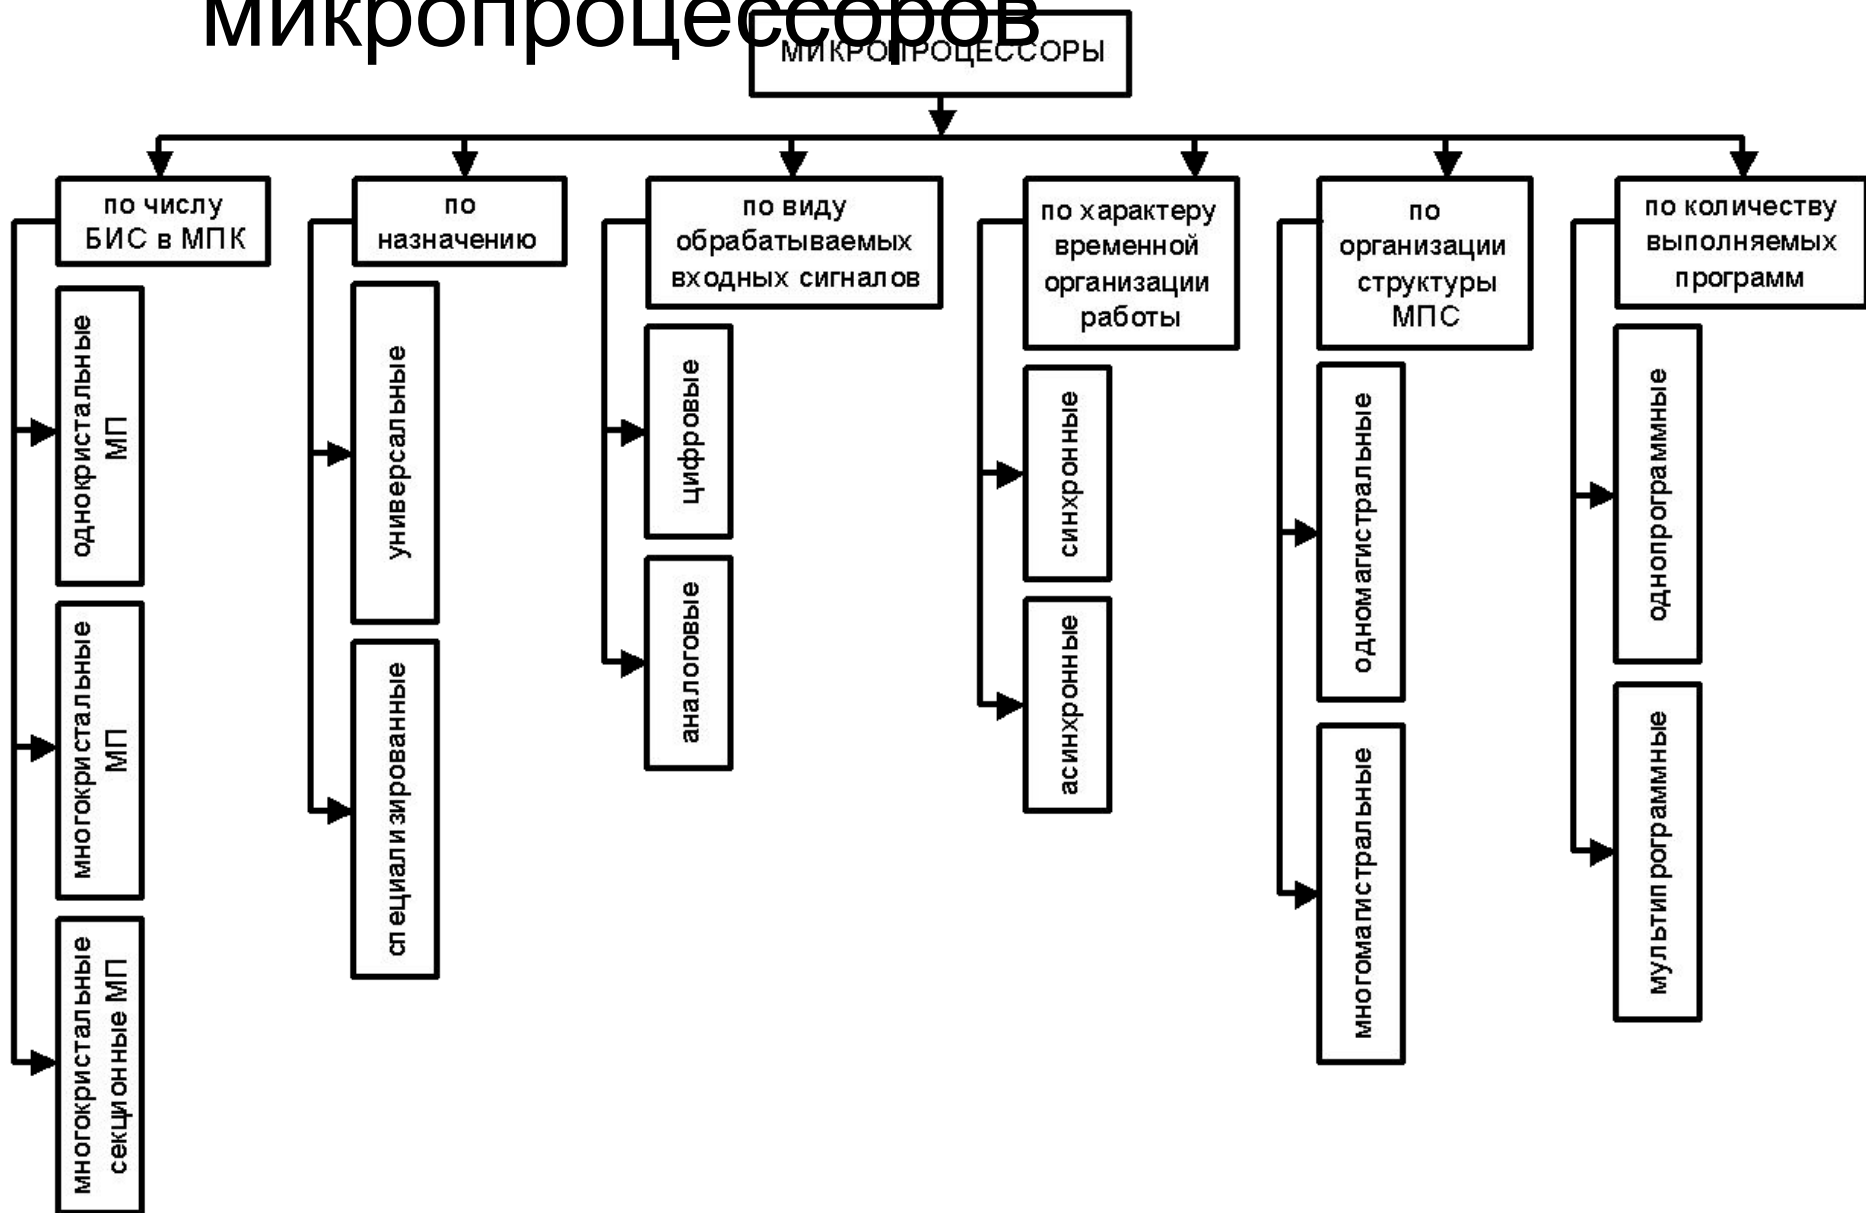 микропроцессоров
МИКРОПРОЦЕССОРЫ
по числу
БИС в МПК
однокристальные
МП
многокристальные
МП
многокристальные
секционные МП
по
назначению
универсальные
специализированные
по виду
обрабатываемых
входных сигналов
цифровые
аналоговые
по характеру
временной
организации
работы
синхронные
асинхронные
по
организации
структуры
МПС
одномагистральные
многомагистральные
по количеству
выполняемых
программ
однопрограммные
мультипрограммные